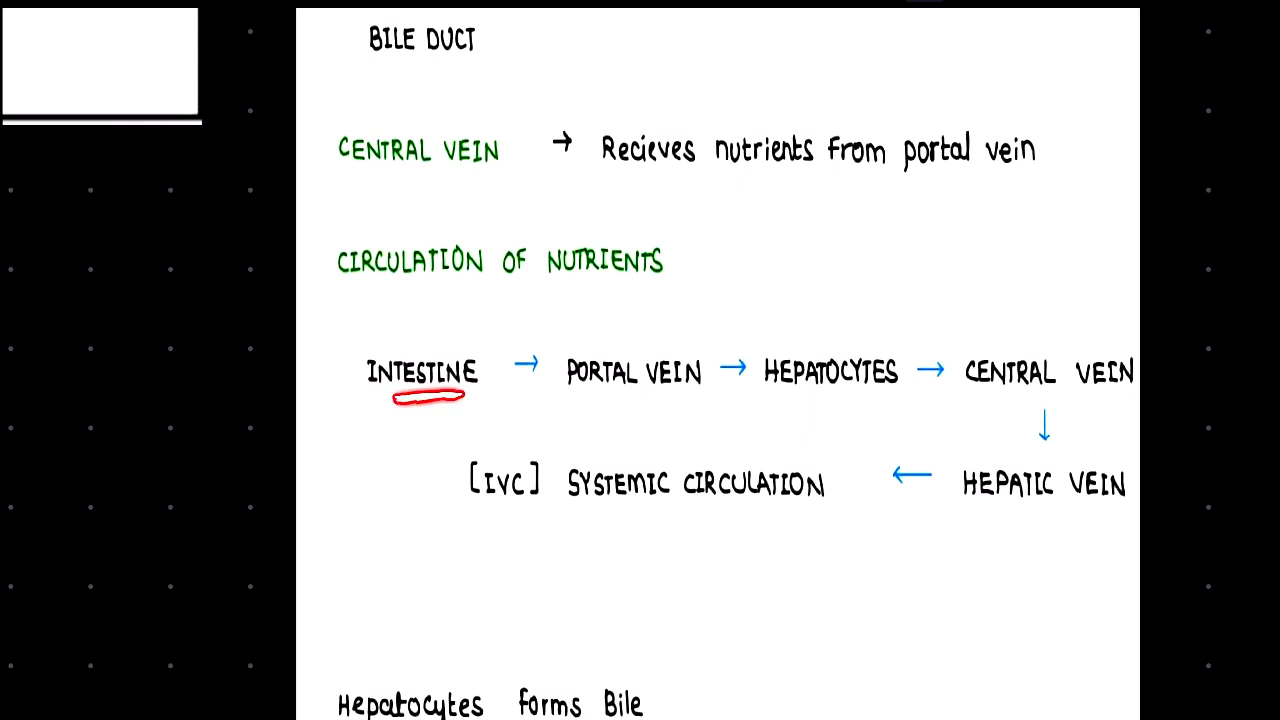 BILE DUCT
CENTRAL VEIN → Recieves nutrients from portal vein
CIRCULATION OF NUTRIENTS
INTESTINE → PORTAL VEIN → HEPATOCYTES → CENTRAL VEIN
↓
[IVC] SYSTEMIC CIRCULATION ← HEPATIC VEIN
Hepatocytes forms Bile